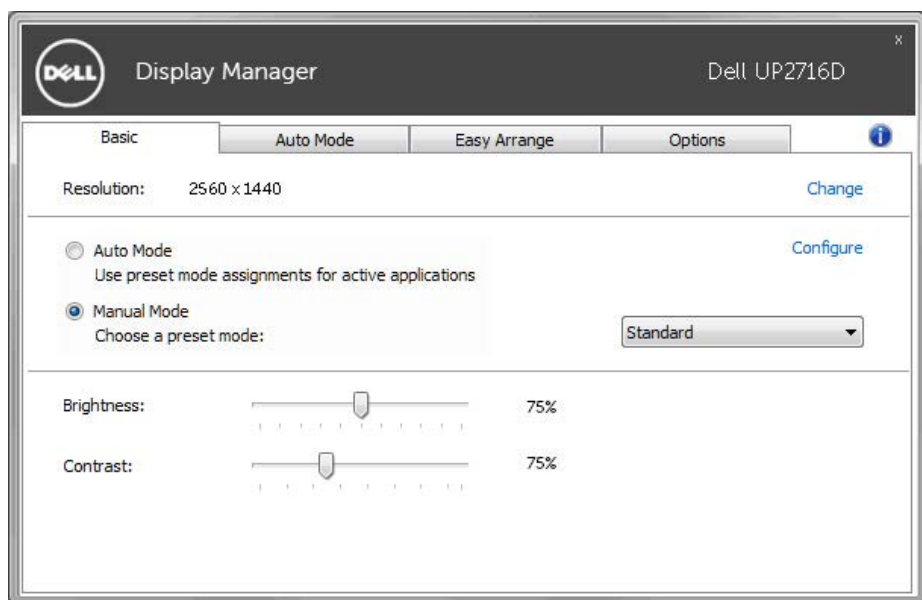 DELL
Display Manager
Dell UP2716D
x
Basic
Auto Mode
Easy Arrange
Options
i
Resolution: 2560 x 1440 Change
Auto Mode
Configure
Use preset mode assignments for active applications
Manual Mode
Choose a preset mode:
Standard
Brightness: 75%
Contrast: 75%